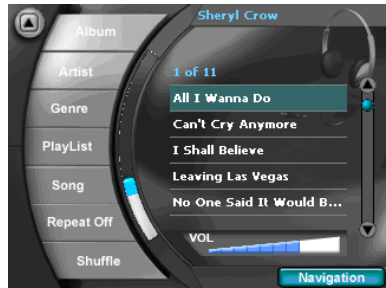 Sheryl Crow
Album
Artist
Genre
PlayList
Song
Repeat Off
Shuffle
1 of 11
All I Wanna Do
Can't Cry Anymore
I Shall Believe
Leaving Las Vegas
No One Said It Would B...
VOL
Navigation